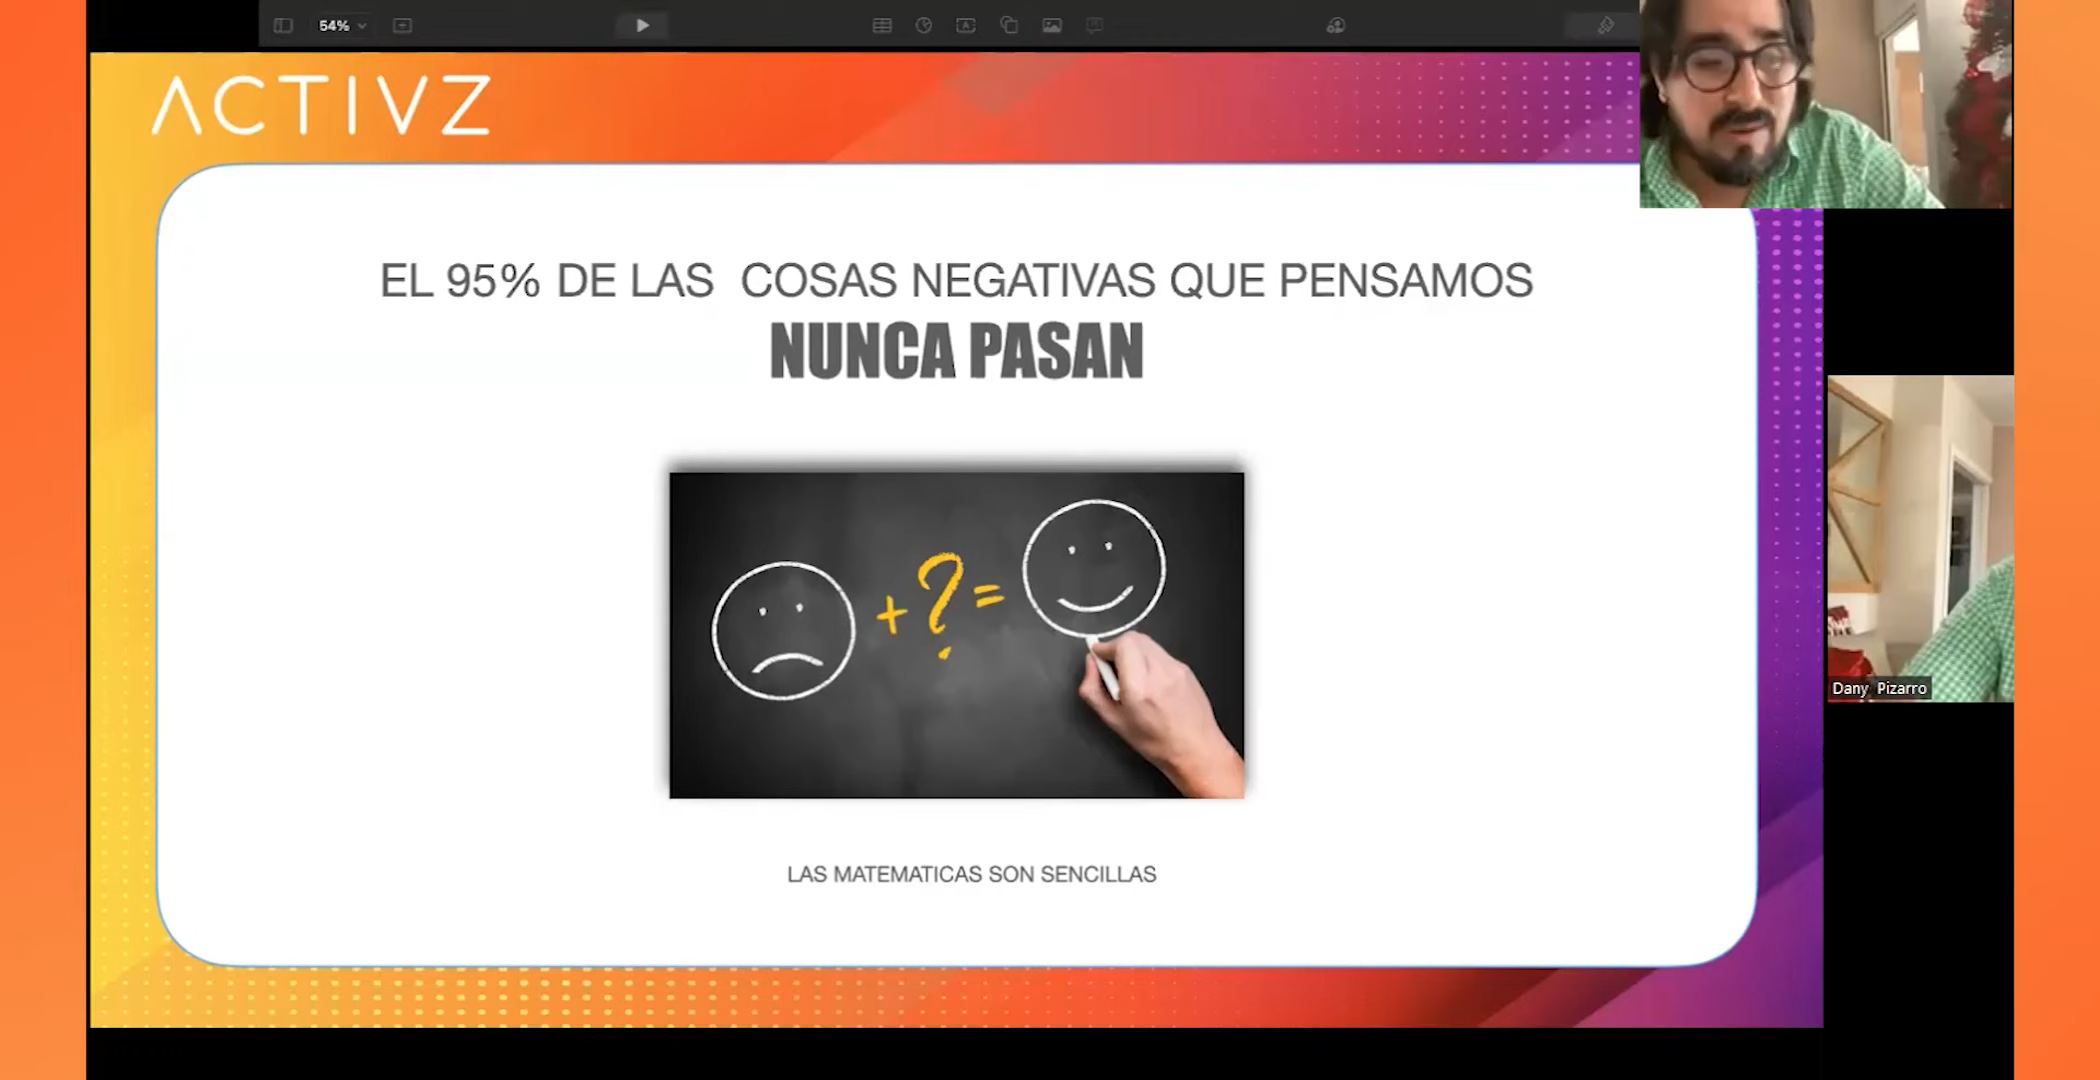 54%
ACTIVZ
EL 95% DE LAS COSAS NEGATIVAS QUE PENSAMOS
NUNCA PASAN
+ ? =
LAS MATEMATICAS SON SENCILLAS
Dany Pizarro